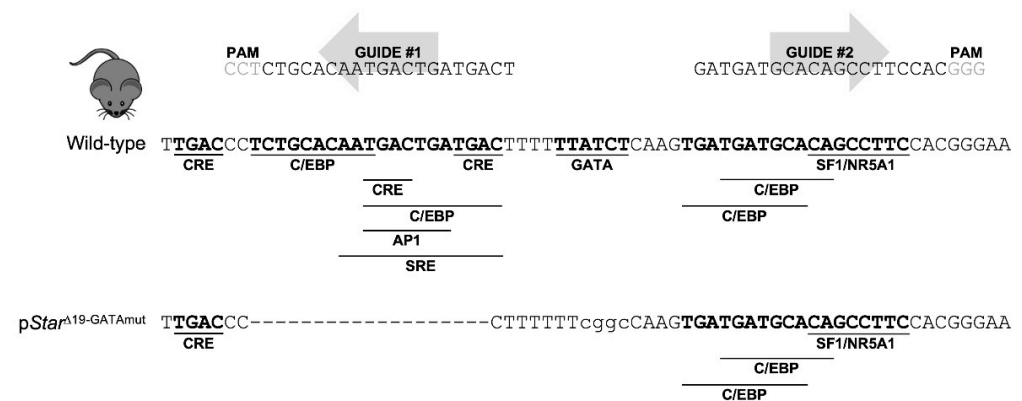 PAM GUIDE #1 GUIDE #2 PAM
CCTCTGCACAATGACTGATGACT GATGATGCACAGCCTTCCACGGG
Wild-type TTGACCCTCTGCACAATGACTGATGACTTTTTTATCTCAAGTGATGATGCACAGCCTTCCACGGGAA
CRE C/EBP CRE GATA SF1/NR5A1
CRE C/EBP
C/EBP C/EBP
AP1
SRE
pStarΔ19-GATAmut TTGACCC-------------------CTTTTTTcggcCAAGTGATGATGCACAGCCTTCCACGGGAA
CRE SF1/NR5A1
C/EBP
C/EBP